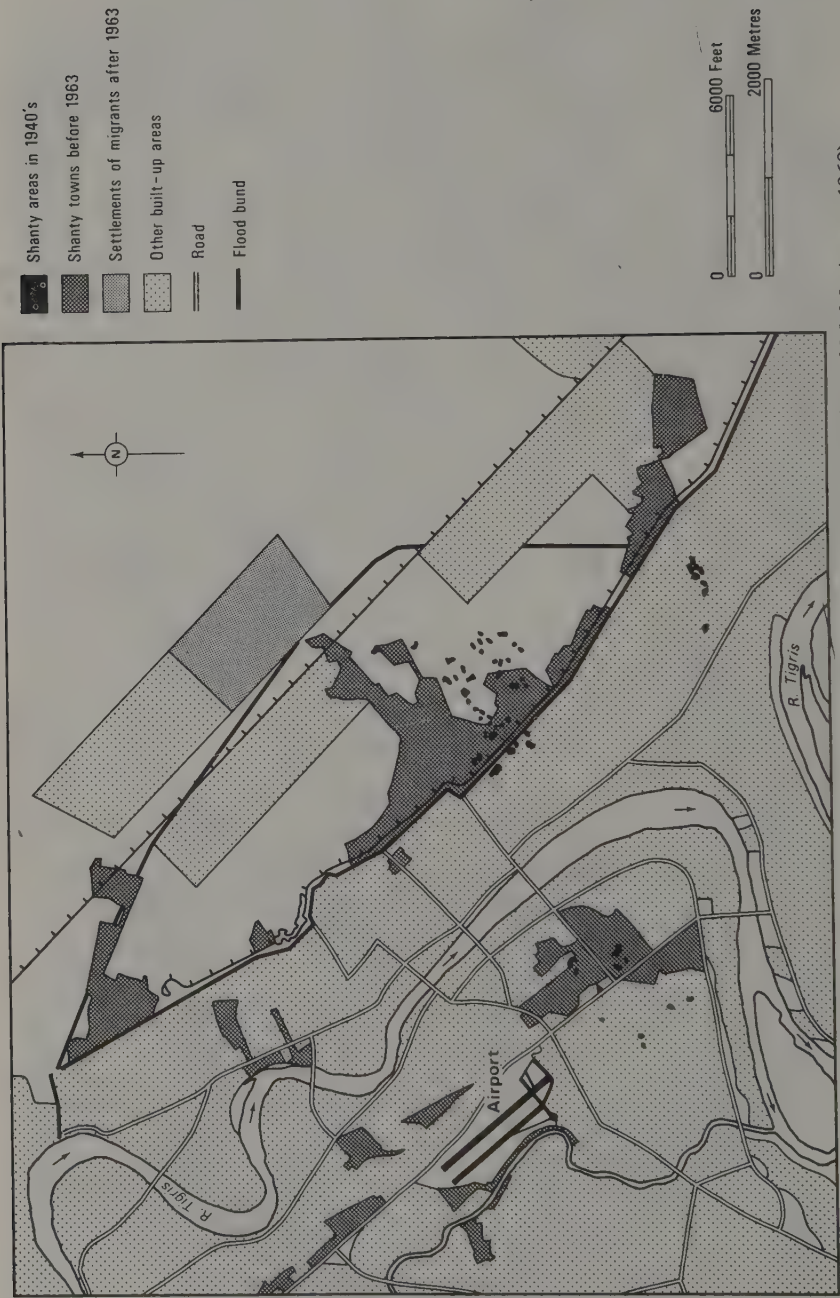 Shanty areas in 1940's
Shanty towns before 1963
Settlements of migrants after 1963
Other built-up areas
Road
Flood bund
0 6000 Feet
0 2000 Metres
N
R. Tigris
Airport
R. Tigris